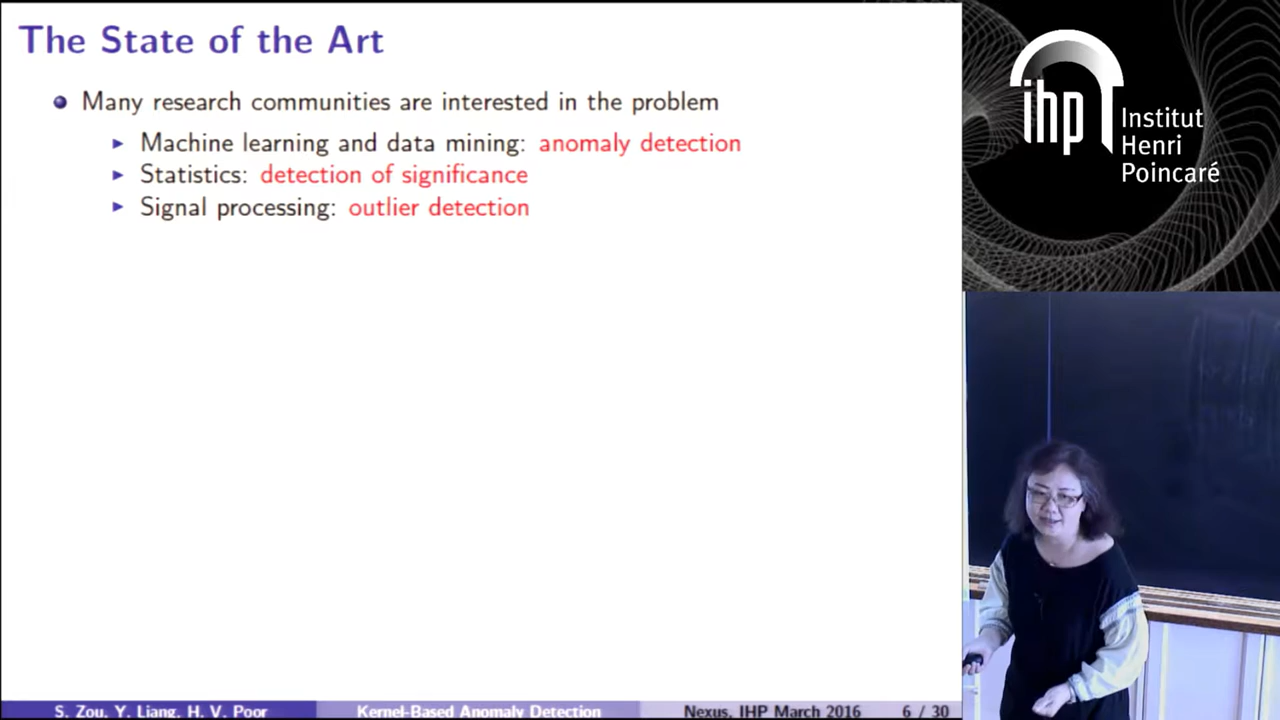 The State of the Art
Many research communities are interested in the problem
Machine learning and data mining: anomaly detection
Statistics: detection of significance
Signal processing: outlier detection
S. Zou, Y. Liang, H. V. Poor
Kernel-Based Anomaly Detection
Nexus, IHP March 2016
6 / 30
ihp
Institut
Henri
Poincaré